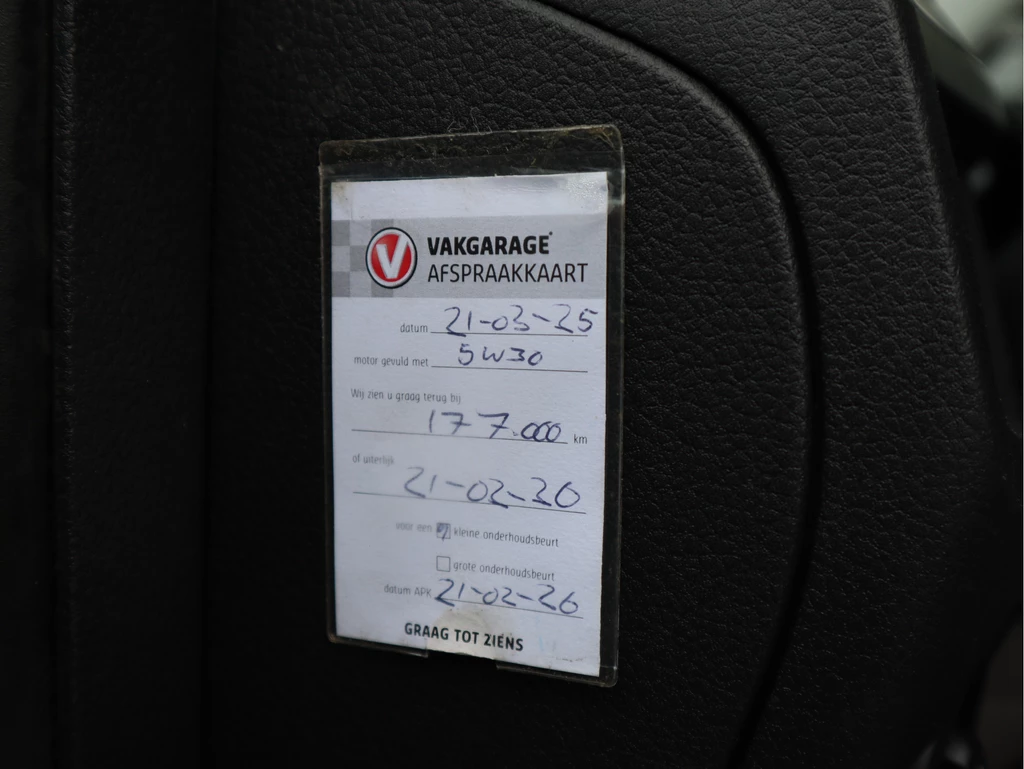 V
VAKGARAGE®
AFSPRAAKKAART
datum 21-03-25
motor gevuld met 5W30
Wij zien u graag terug bij
177.000 km
of uiterlijk
21-02-26
voor een kleine onderhoudsbeurt
grote onderhoudsbeurt
datum APK 21-02-26
GRAAG TOT ZIENS